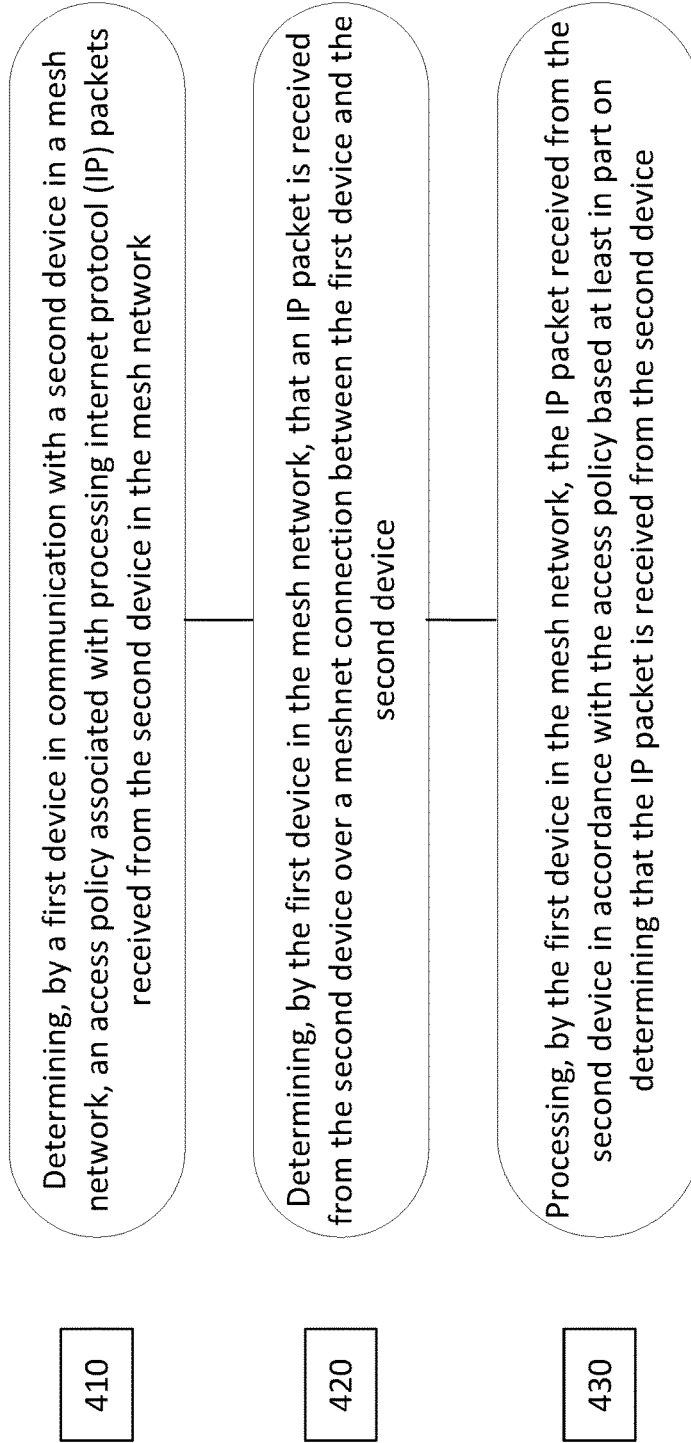 410
Determining, by a first device in communication with a second device in a mesh
network, an access policy associated with processing internet protocol (IP) packets
received from the second device in the mesh network
420
Determining, by the first device in the mesh network, that an IP packet is received
from the second device over a meshnet connection between the first device and the
second device
430
Processing, by the first device in the mesh network, the IP packet received from the
second device in accordance with the access policy based at least in part on
determining that the IP packet is received from the second device